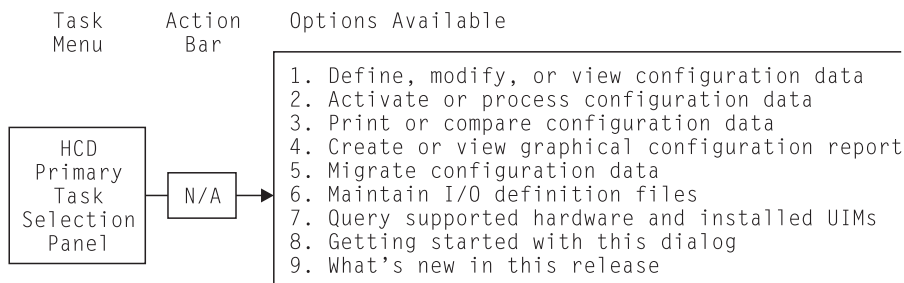 Task Menu
Action Bar
Options Available
HCD Primary Task Selection Panel
N/A
1. Define, modify, or view configuration data
2. Activate or process configuration data
3. Print or compare configuration data
4. Create or view graphical configuration report
5. Migrate configuration data
6. Maintain I/O definition files
7. Query supported hardware and installed UIMs
8. Getting started with this dialog
9. What's new in this release